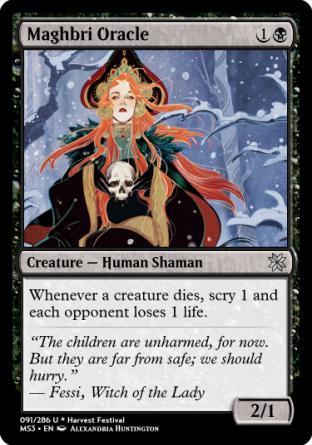 Maghbri Oracle 1
Creature — Human Shaman
Whenever a creature dies, scry 1 and
each opponent loses 1 life.
“The children are unharmed, for now.
But they are far from safe; we should
hurry.”
— Fessi, Witch of the Lady
2/1
091/286 U * Harvest Festival
MS3 • EN Alexandria Huntington